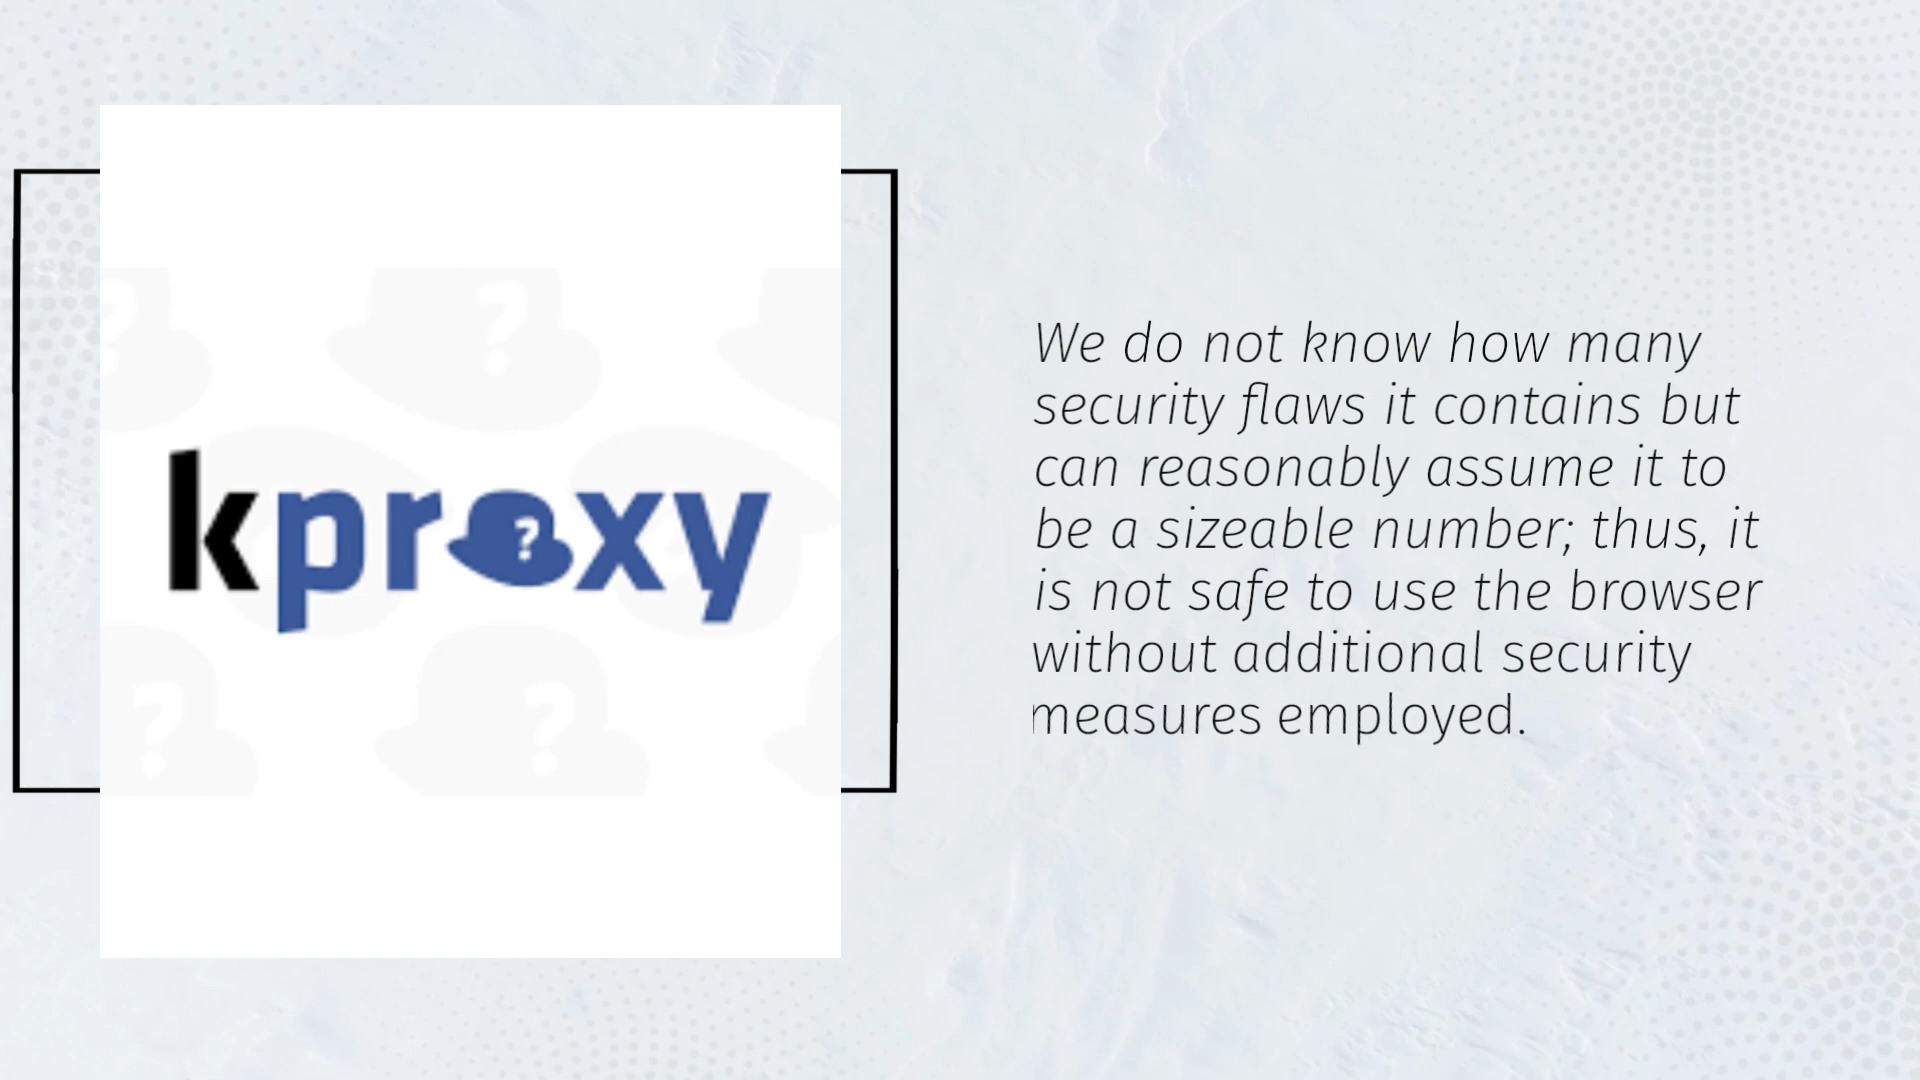 kproxy
We do not know how many
security flaws it contains but
can reasonably assume it to
be a sizeable number; thus, it
is not safe to use the browser
without additional security
measures employed.